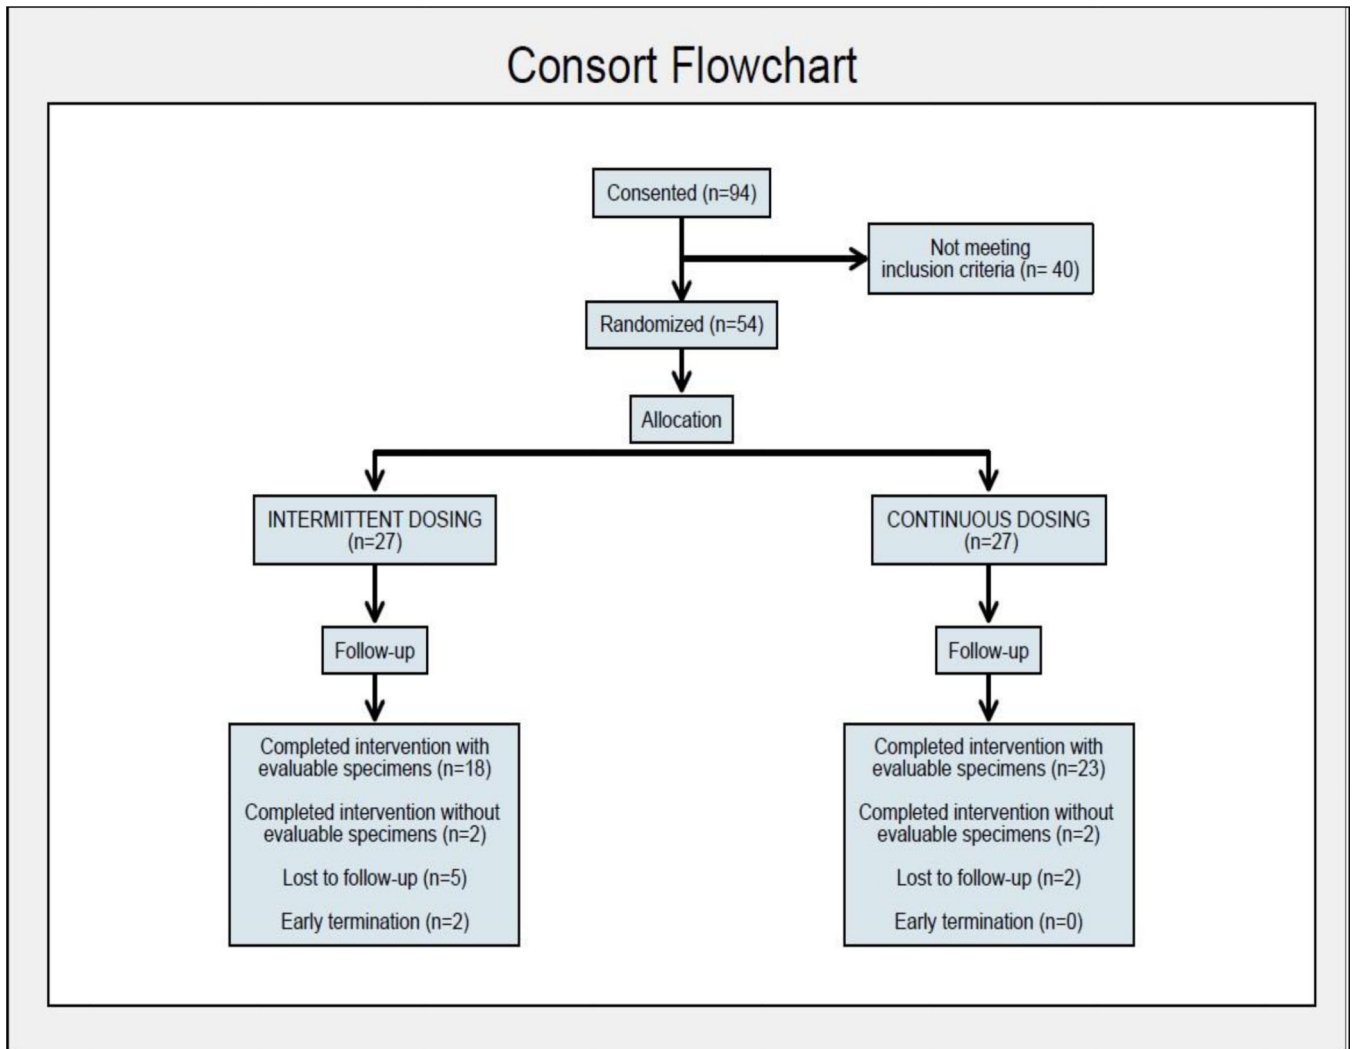 Consort Flowchart
Consented (n=94)
Not meeting
inclusion criteria (n= 40)
Randomized (n=54)
Allocation
INTERMITTENT DOSING
(n=27)
CONTINUOUS DOSING
(n=27)
Follow-up
Follow-up
Completed intervention with
evaluable specimens (n=18)
Completed intervention without
evaluable specimens (n=2)
Lost to follow-up (n=5)
Early termination (n=2)
Completed intervention with
evaluable specimens (n=23)
Completed intervention without
evaluable specimens (n=2)
Lost to follow-up (n=2)
Early termination (n=0)